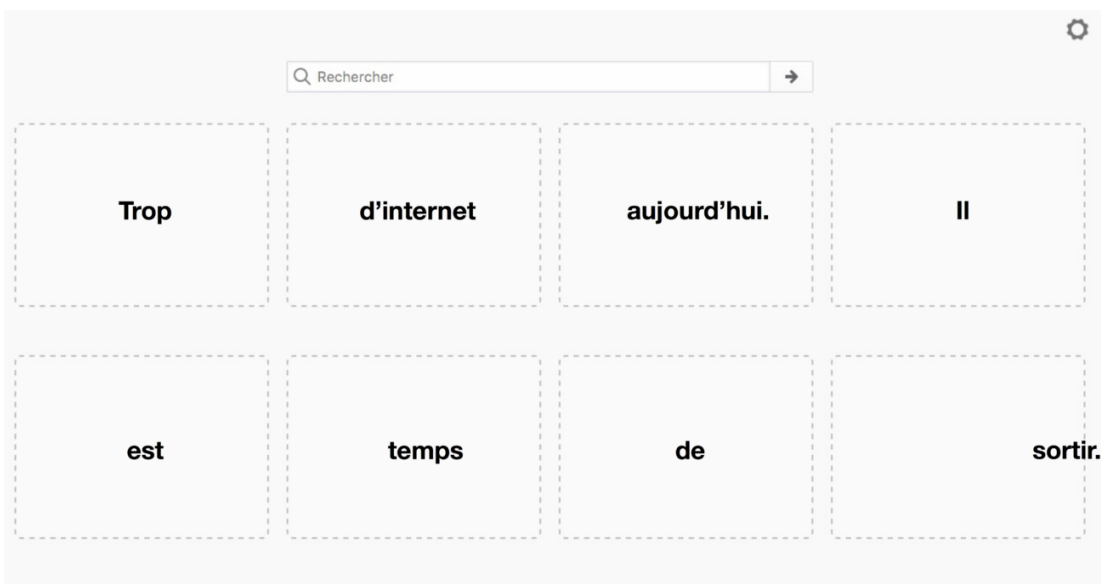 Rechercher
Trop d’internet aujourd’hui. Il
est temps de sortir.